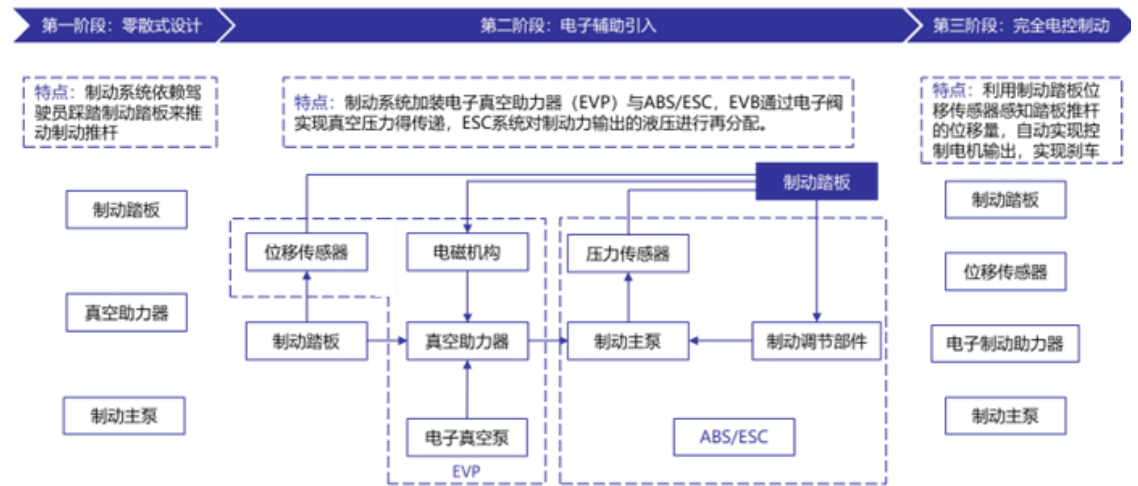 第一阶段：零散式设计
第二阶段：电子辅助引入
第三阶段：完全电控制动
特点：制动系统依赖驾
驶员踩踏制动踏板来推
动制动推杆
特点：制动系统加装电子真空助力器（EVP）与ABS/ESC，EVB通过电子阀
实现真空压力得传递，ESC系统对制动力输出的液压进行再分配。
特点：利用制动踏板位
移传感器感知踏板推杆
的位移量，自动实现控
制电机输出，实现刹车
制动踏板
真空助力器
制动主泵
制动踏板
位移传感器
电磁机构
压力传感器
制动踏板
真空助力器
制动主泵
制动调节部件
电子真空泵
EVP
ABS/ESC
制动踏板
位移传感器
电子制动助力器
制动主泵